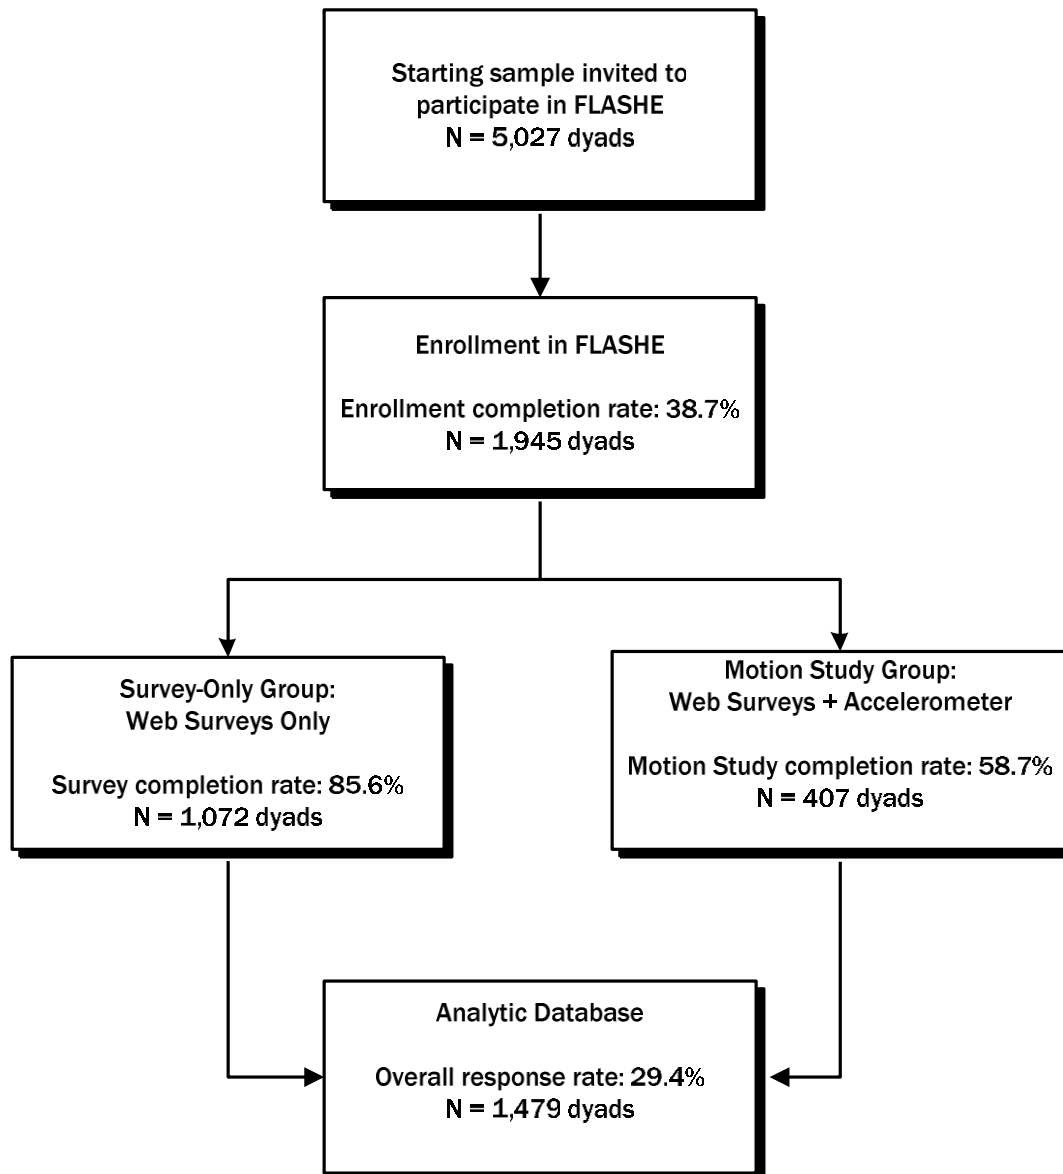 Starting sample invited to
participate in FLASHE
N = 5,027 dyads
Enrollment in FLASHE
Enrollment completion rate: 38.7%
N = 1,945 dyads
Survey-Only Group:
Web Surveys Only
Survey completion rate: 85.6%
N = 1,072 dyads
Motion Study Group:
Web Surveys + Accelerometer
Motion Study completion rate: 58.7%
N = 407 dyads
Analytic Database
Overall response rate: 29.4%
N = 1,479 dyads